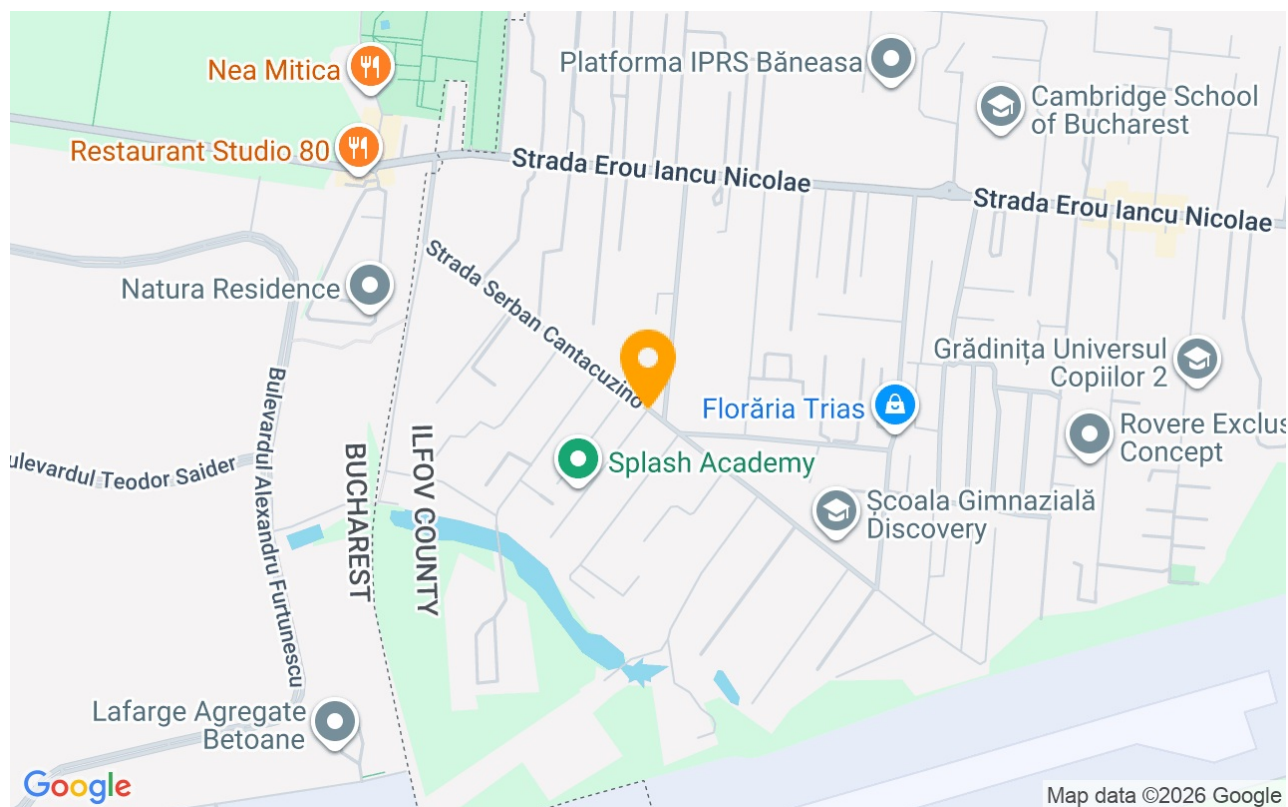 Nea Mitica
Platforma IPRS Băneasa
Cambridge School
of Bucharest
Restaurant Studio 80
Strada Erou Iancu Nicolae
Strada Erou Iancu Nicolae
Strada Serban Cantacuzino
Natura Residence
Grădinița Universul
Copiilor 2
Florăria Trias
Rovere Exclus
Concept
Bulevardul Alexandru Furtunescu
BUCHAREST
ILFOV COUNTY
ulevardul Teodor Saider
Splash Academy
Școala Gimnazială
Discovery
Lafarge Agregate
Betoane
Google
Map data ©2026 Google